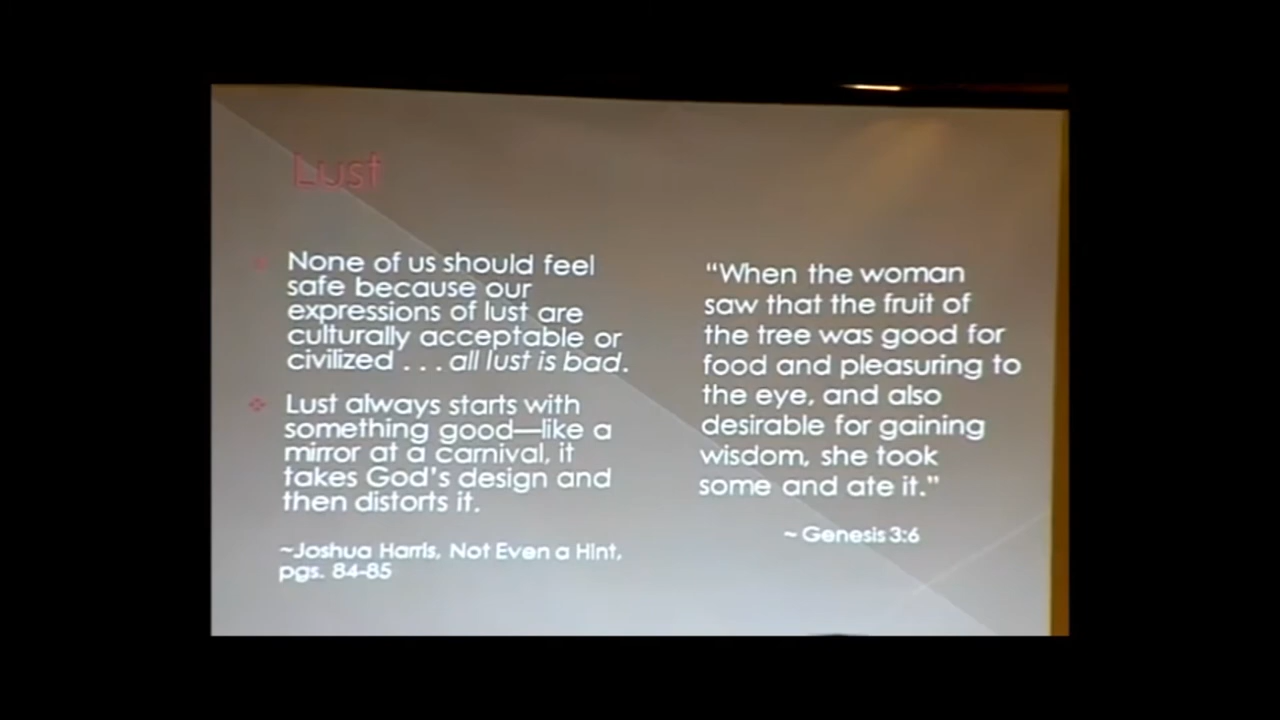 Lust
None of us should feel
safe because our
expressions of lust are
culturally acceptable or
civilized . . . all lust is bad.
Lust always starts with
something good—like a
mirror at a carnival, it
takes God's design and
then distorts it.
~Joshua Harris, Not Even a Hint,
pgs. 84-85
“When the woman
saw that the fruit of
the tree was good for
food and pleasuring to
the eye, and also
desirable for gaining
wisdom, she took
some and ate it.”
~ Genesis 3:6